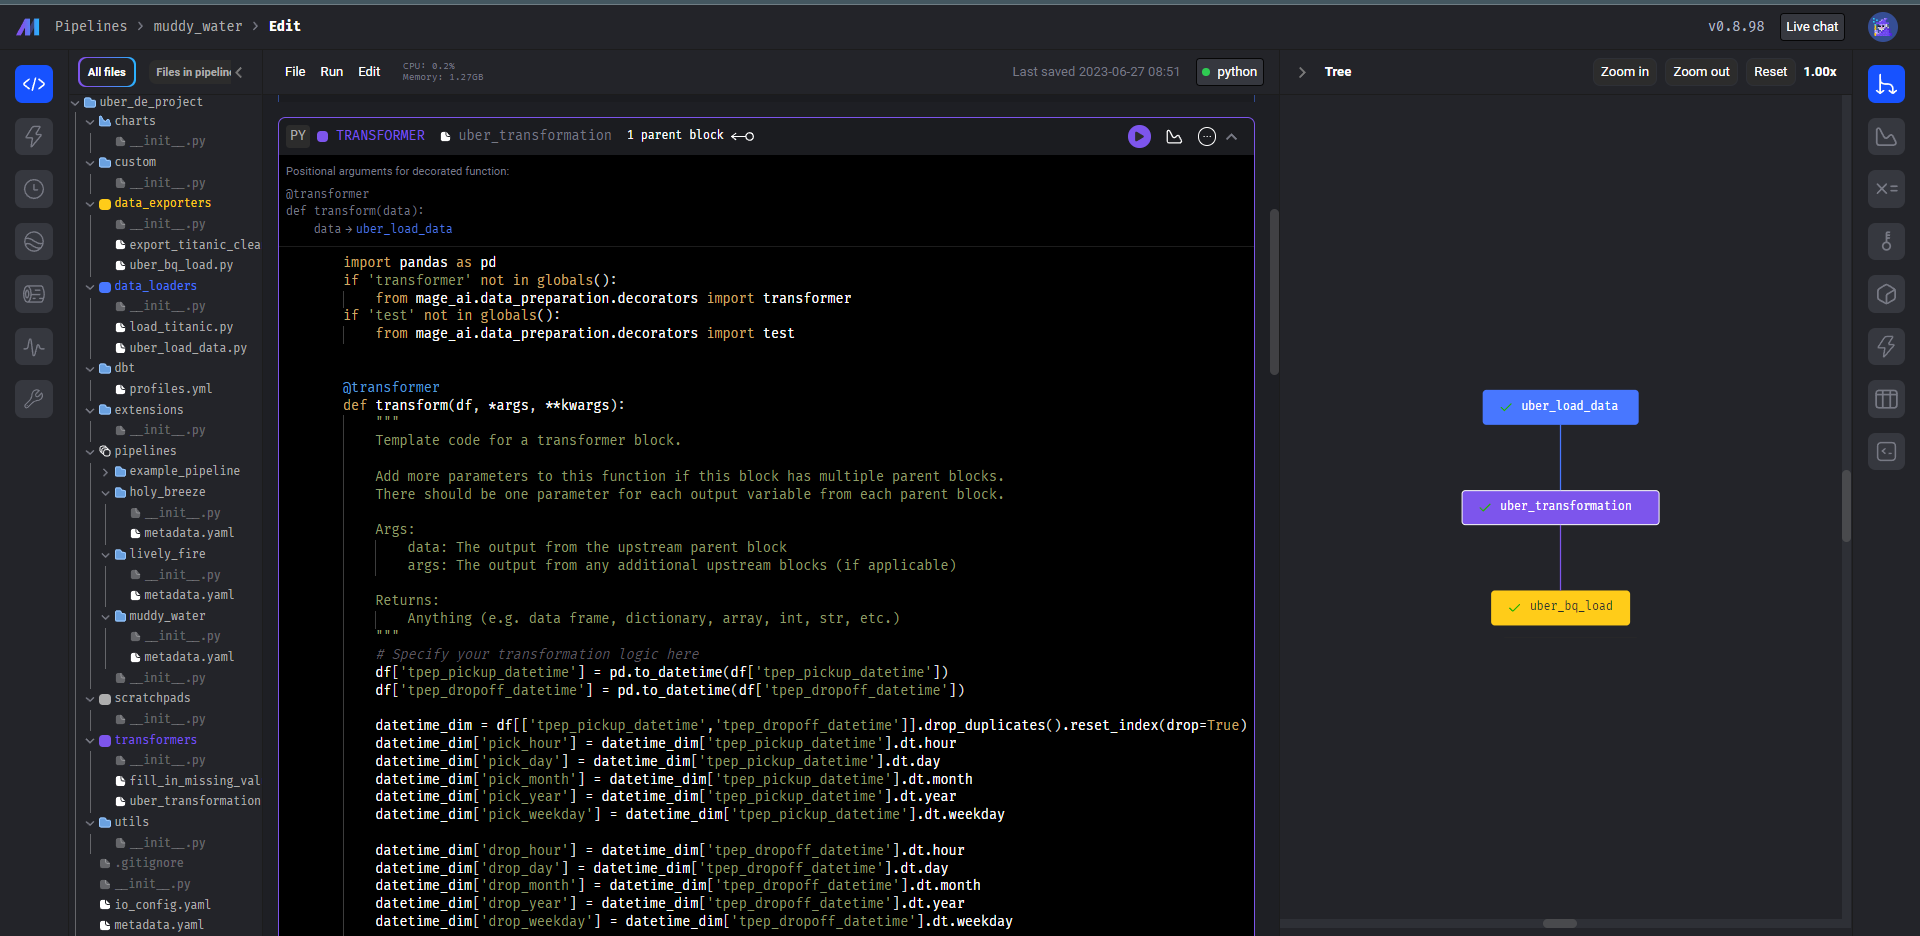 Pipelines > muddy_water > Edit
v0.8.98
Live chat
All files
Files in pipelin
File Run Edit
CPU: 0.2%
Memory: 1.27GB
Last saved 2023-06-27 08:51
python
Tree
Zoom in
Zoom out
Reset
1.00x
uber_de_project
charts
__init__.py
custom
__init__.py
data_exporters
__init__.py
export_titanic_clea
uber_bq_load.py
data_loaders
__init__.py
load_titanic.py
uber_load_data.py
dbt
profiles.yml
extensions
__init__.py
pipelines
example_pipeline
holy_breeze
__init__.py
metadata.yaml
lively_fire
__init__.py
metadata.yaml
muddy_water
__init__.py
metadata.yaml
__init__.py
scratchpads
__init__.py
transformers
__init__.py
fill_in_missing_val
uber_transformation
utils
__init__.py
.gitignore
__init__.py
io_config.yaml
metadata.yaml
PY TRANSFORMER uber_transformation 1 parent block
Positional arguments for decorated function:
@transformer
def transform(data):
data → uber_load_data
import pandas as pd
if 'transformer' not in globals():
from mage_ai.data_preparation.decorators import transformer
if 'test' not in globals():
from mage_ai.data_preparation.decorators import test
@transformer
def transform(df, *args, **kwargs):
"""
Template code for a transformer block.
Add more parameters to this function if this block has multiple parent blocks.
There should be one parameter for each output variable from each parent block.
Args:
data: The output from the upstream parent block
args: The output from any additional upstream blocks (if applicable)
Returns:
Anything (e.g. data frame, dictionary, array, int, str, etc.)
"""
# Specify your transformation logic here
df['tpep_pickup_datetime'] = pd.to_datetime(df['tpep_pickup_datetime'])
df['tpep_dropoff_datetime'] = pd.to_datetime(df['tpep_dropoff_datetime'])
datetime_dim = df[['tpep_pickup_datetime','tpep_dropoff_datetime']].drop_duplicates().reset_index(drop=True)
datetime_dim['pick_hour'] = datetime_dim['tpep_pickup_datetime'].dt.hour
datetime_dim['pick_day'] = datetime_dim['tpep_pickup_datetime'].dt.day
datetime_dim['pick_month'] = datetime_dim['tpep_pickup_datetime'].dt.month
datetime_dim['pick_year'] = datetime_dim['tpep_pickup_datetime'].dt.year
datetime_dim['pick_weekday'] = datetime_dim['tpep_pickup_datetime'].dt.weekday
datetime_dim['drop_hour'] = datetime_dim['tpep_dropoff_datetime'].dt.hour
datetime_dim['drop_day'] = datetime_dim['tpep_dropoff_datetime'].dt.day
datetime_dim['drop_month'] = datetime_dim['tpep_dropoff_datetime'].dt.month
datetime_dim['drop_year'] = datetime_dim['tpep_dropoff_datetime'].dt.year
datetime_dim['drop_weekday'] = datetime_dim['tpep_dropoff_datetime'].dt.weekday
uber_load_data
uber_transformation
uber_bq_load